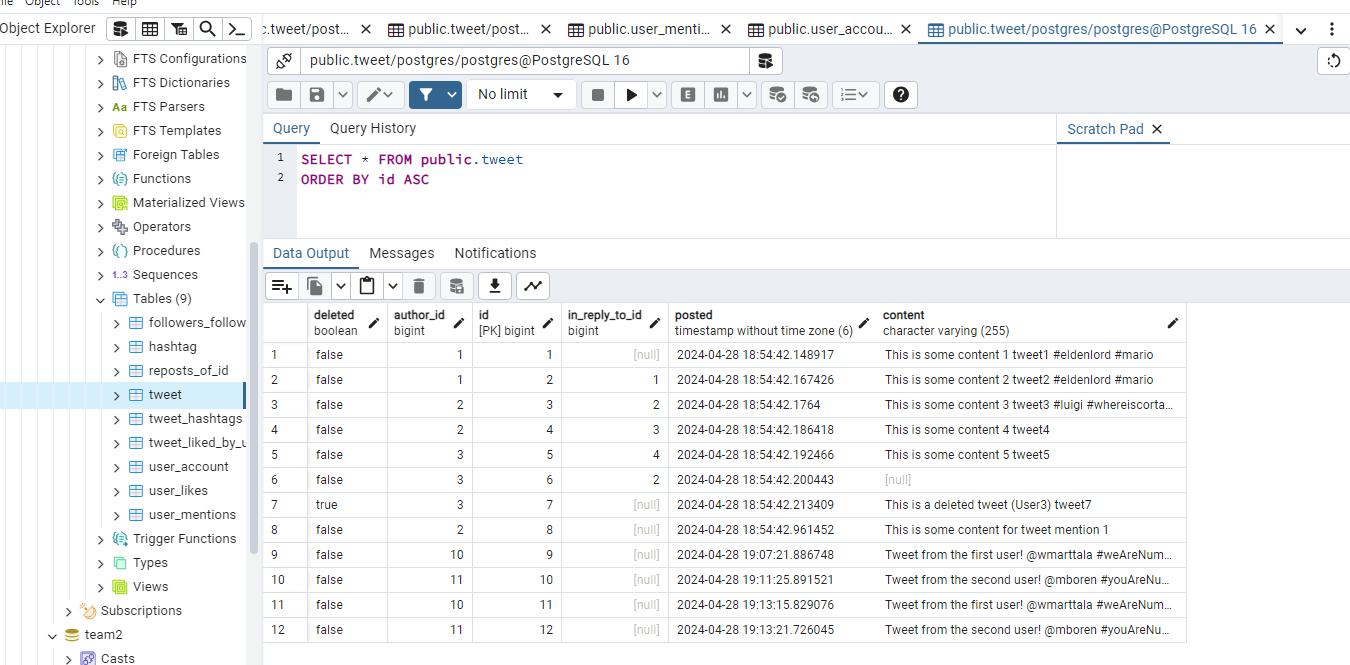 Object Tools Help
Object Explorer
c.tweet/post... public.tweet/post... public.user_menti... public.user_accou... public.tweet/postgres/postgres@PostgreSQL 16
public.tweet/postgres/postgres@PostgreSQL 16
No limit
Query Query History Scratch Pad
1 SELECT * FROM public.tweet
2 ORDER BY id ASC
Data Output Messages Notifications
FTS Configurations
FTS Dictionaries
Aa FTS Parsers
FTS Templates
Foreign Tables
Functions
Materialized Views
Operators
Procedures
1..3 Sequences
Tables (9)
followers_follow
hashtag
reposts_of_id
tweet
tweet_hashtags
tweet_liked_by_u
user_account
user_likes
user_mentions
Trigger Functions
Types
Views
Subscriptions
team2
Casts
deleted author_id id in_reply_to_id posted content
boolean bigint [PK] bigint bigint timestamp without time zone (6) character varying (255)
1 false 1 1 [null] 2024-04-28 18:54:42.148917 This is some content 1 tweet1 #eldenlord #mario
2 false 1 2 1 2024-04-28 18:54:42.167426 This is some content 2 tweet2 #eldenlord #mario
3 false 2 3 2 2024-04-28 18:54:42.1764 This is some content 3 tweet3 #luigi #whereiscorta...
4 false 2 4 3 2024-04-28 18:54:42.186418 This is some content 4 tweet4
5 false 3 5 4 2024-04-28 18:54:42.192466 This is some content 5 tweet5
6 false 3 6 2 2024-04-28 18:54:42.200443 [null]
7 true 3 7 [null] 2024-04-28 18:54:42.213409 This is a deleted tweet (User3) tweet7
8 false 2 8 [null] 2024-04-28 18:54:42.961452 This is some content for tweet mention 1
9 false 10 9 [null] 2024-04-28 19:07:21.886748 Tweet from the first user! @wmarttala #weAreNum...
10 false 11 10 [null] 2024-04-28 19:11:25.891521 Tweet from the second user! @mboren #youAreNu...
11 false 10 11 [null] 2024-04-28 19:13:15.829076 Tweet from the first user! @wmarttala #weAreNum...
12 false 11 12 [null] 2024-04-28 19:13:21.726045 Tweet from the second user! @mboren #youAreNu...